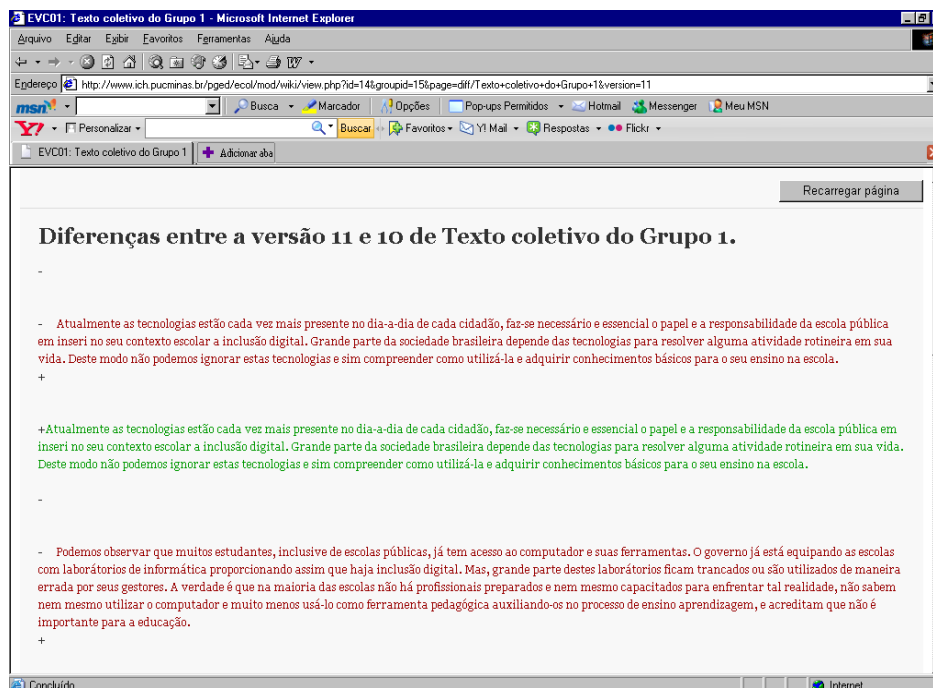 EVC01: Texto coletivo do Grupo 1 - Microsoft Internet Explorer
Arquivo Editar Exibir Favoritos Ferramentas Ajuda
Endereço http://www.ich.pucminas.br/pged/ecol/mod/wiki/view.php?id=14&groupid=15&page=diff/Texto+coletivo+do+Grupo+1&version=11
msn Busca Marcador Opções Pop-ups Permitidos Hotmail Messenger Meu MSN
Y! Personalizar Buscar Favoritos Y! Mail Respostas Flickr
EVC01: Texto coletivo do Grupo 1 Adicionar aba
Recarregar página
Diferenças entre a versão 11 e 10 de Texto coletivo do Grupo 1.
-
- Atualmente as tecnologias estão cada vez mais presente no dia-a-dia de cada cidadão, faz-se necessário e essencial o papel e a responsabilidade da escola pública
em inseri no seu contexto escolar a inclusão digital. Grande parte da sociedade brasileira depende das tecnologias para resolver alguma atividade rotineira em sua
vida. Deste modo não podemos ignorar estas tecnologias e sim compreender como utilizá-la e adquirir conhecimentos básicos para o seu ensino na escola.
+
+Atualmente as tecnologias estão cada vez mais presente no dia-a-dia de cada cidadão, faz-se necessário e essencial o papel e a responsabilidade da escola pública em
inseri no seu contexto escolar a inclusão digital. Grande parte da sociedade brasileira depende das tecnologias para resolver alguma atividade rotineira em sua vida.
Deste modo não podemos ignorar estas tecnologias e sim compreender como utilizá-la e adquirir conhecimentos básicos para o seu ensino na escola.
-
- Podemos observar que muitos estudantes, inclusive de escolas públicas, já tem acesso ao computador e suas ferramentas. O governo já está equipando as escolas
com laboratórios de informática proporcionando assim que haja inclusão digital. Mas, grande parte destes laboratórios ficam trancados ou são utilizados de maneira
errada por seus gestores. A verdade é que na maioria das escolas não há profissionais preparados e nem mesmo capacitados para enfrentar tal realidade, não sabem
nem mesmo utilizar o computador e muito menos usá-lo como ferramenta pedagógica auxiliando-os no processo de ensino aprendizagem, e acreditam que não é
importante para a educação.
+
Concluído Internet